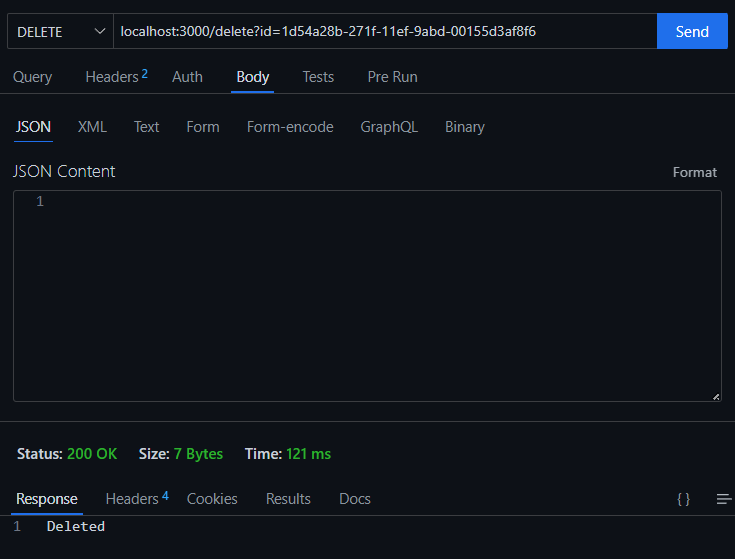 DELETE localhost:3000/delete?id=1d54a28b-271f-11ef-9abd-00155d3af8f6 Send
Query Headers 2 Auth Body Tests Pre Run
JSON XML Text Form Form-encode GraphQL Binary
JSON Content Format
1
Status: 200 OK Size: 7 Bytes Time: 121 ms
Response Headers 4 Cookies Results Docs { }
1 Deleted